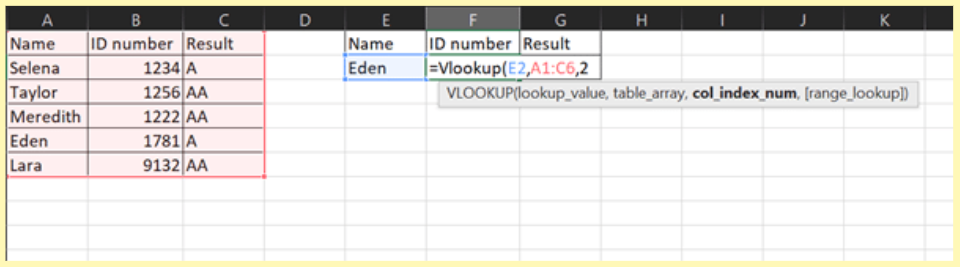 A B C D E F G H I J K
Name ID number Result Name ID number Result
Selena 1234 A Eden =Vlookup(E2,A1:C6,2
Taylor 1256 AA VLOOKUP(lookup_value, table_array, col_index_num, [range_lookup])
Meredith 1222 AA
Eden 1781 A
Lara 9132 AA